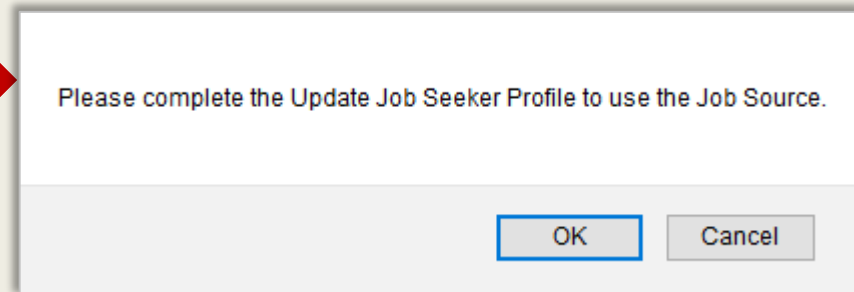 Please complete the Update Job Seeker Profile to use the Job Source.
OK
Cancel